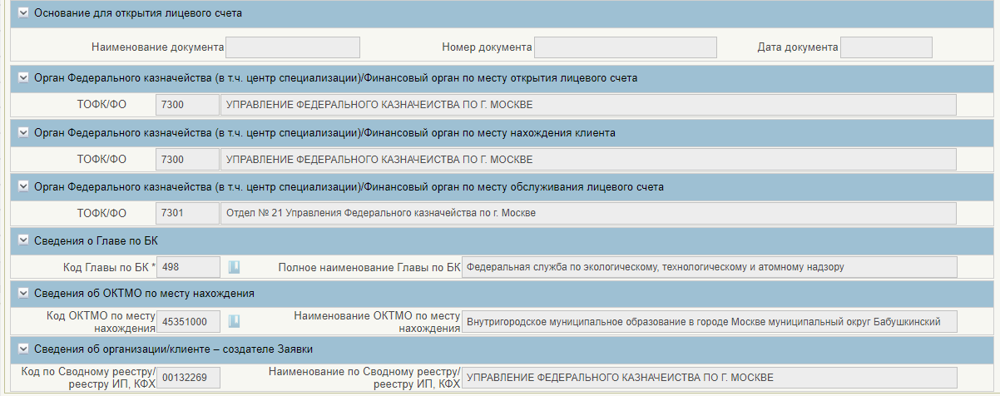 Основание для открытия лицевого счета
Наименование документа Номер документа Дата документа
Орган Федерального казначейства (в т.ч. центр специализации)/Финансовый орган по месту открытия лицевого счета
ТОФК/ФО 7300 УПРАВЛЕНИЕ ФЕДЕРАЛЬНОГО КАЗНАЧЕИСТВА ПО Г. МОСКВЕ
Орган Федерального казначейства (в т.ч. центр специализации)/Финансовый орган по месту нахождения клиента
ТОФК/ФО 7300 УПРАВЛЕНИЕ ФЕДЕРАЛЬНОГО КАЗНАЧЕИСТВА ПО Г. МОСКВЕ
Орган Федерального казначейства (в т.ч. центр специализации)/Финансовый орган по месту обслуживания лицевого счета
ТОФК/ФО 7301 Отдел № 21 Управления Федерального казначейства по г. Москве
Сведения о Главе по БК
Код Главы по БК * 498 Полное наименование Главы по БК Федеральная служба по экологическому, технологическому и атомному надзору
Сведения об ОКТМО по месту нахождения
Код ОКТМО по месту нахождения 45351000 Наименование ОКТМО по месту нахождения Внутригородское муниципальное образование в городе Москве муниципальный округ Бабушкинский
Сведения об организации/клиенте – создателе Заявки
Код по Сводному реестру/ реестру ИП, КФХ 00132269 Наименование по Сводному реестру/ реестру ИП, КФХ УПРАВЛЕНИЕ ФЕДЕРАЛЬНОГО КАЗНАЧЕИСТВА ПО Г. МОСКВЕ